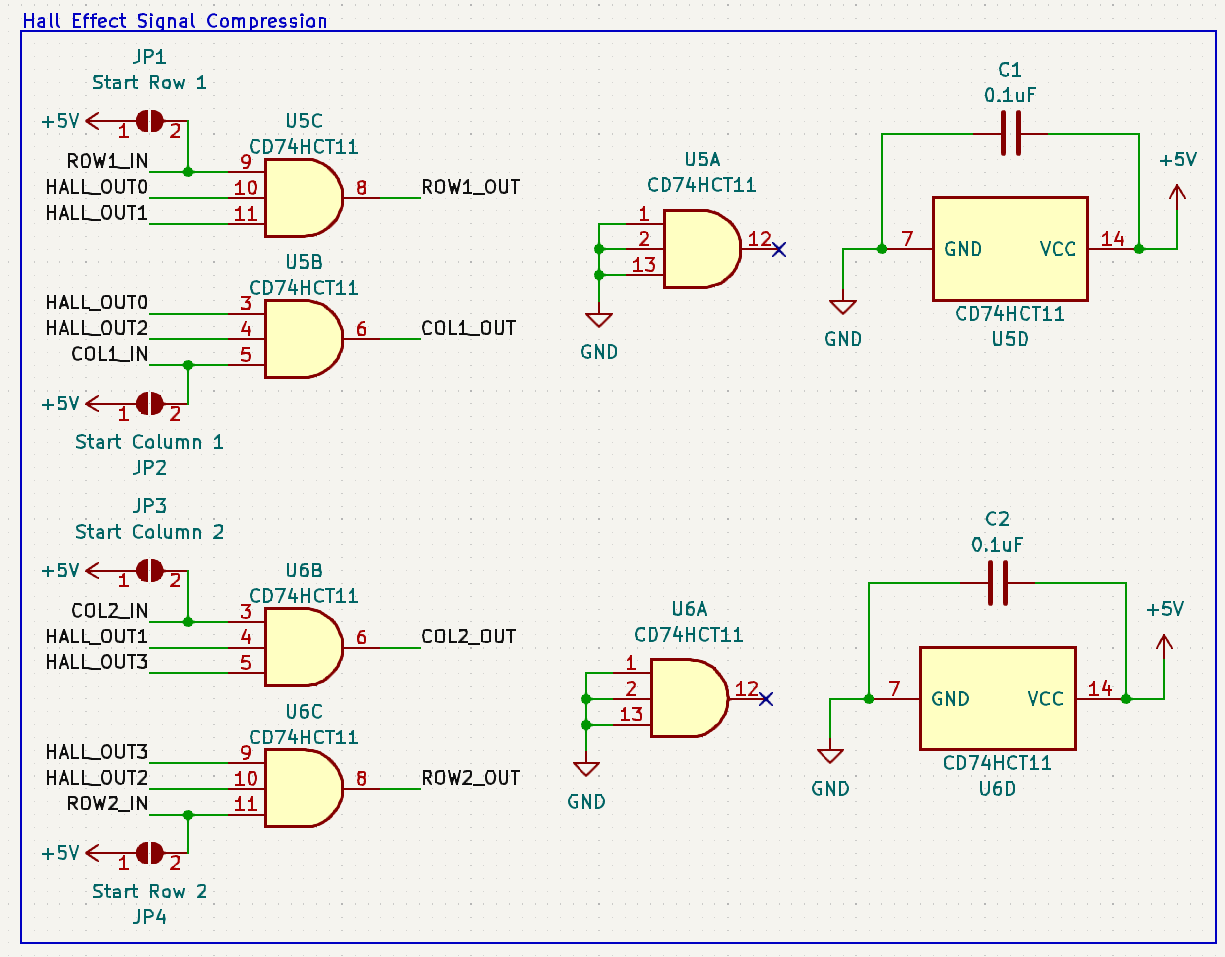 Hall Effect Signal Compression
JP1
Start Row 1
+5V
1
2
ROW1_IN
HALL_OUT0
HALL_OUT1
9
10
11
U5C
CD74HCT11
8
ROW1_OUT
U5B
CD74HCT11
HALL_OUT0
HALL_OUT2
COL1_IN
3
4
5
6
COL1_OUT
+5V
1
2
Start Column 1
JP2
U5A
CD74HCT11
1
2
13
12
GND
C1
0.1uF
+5V
7
GND
VCC
14
CD74HCT11
U5D
GND
JP3
Start Column 2
+5V
1
2
COL2_IN
HALL_OUT1
HALL_OUT3
U6B
CD74HCT11
3
4
5
6
COL2_OUT
U6C
CD74HCT11
HALL_OUT3
HALL_OUT2
ROW2_IN
9
10
11
8
ROW2_OUT
+5V
1
2
Start Row 2
JP4
U6A
CD74HCT11
1
2
13
12
GND
C2
0.1uF
+5V
7
GND
VCC
14
CD74HCT11
U6D
GND